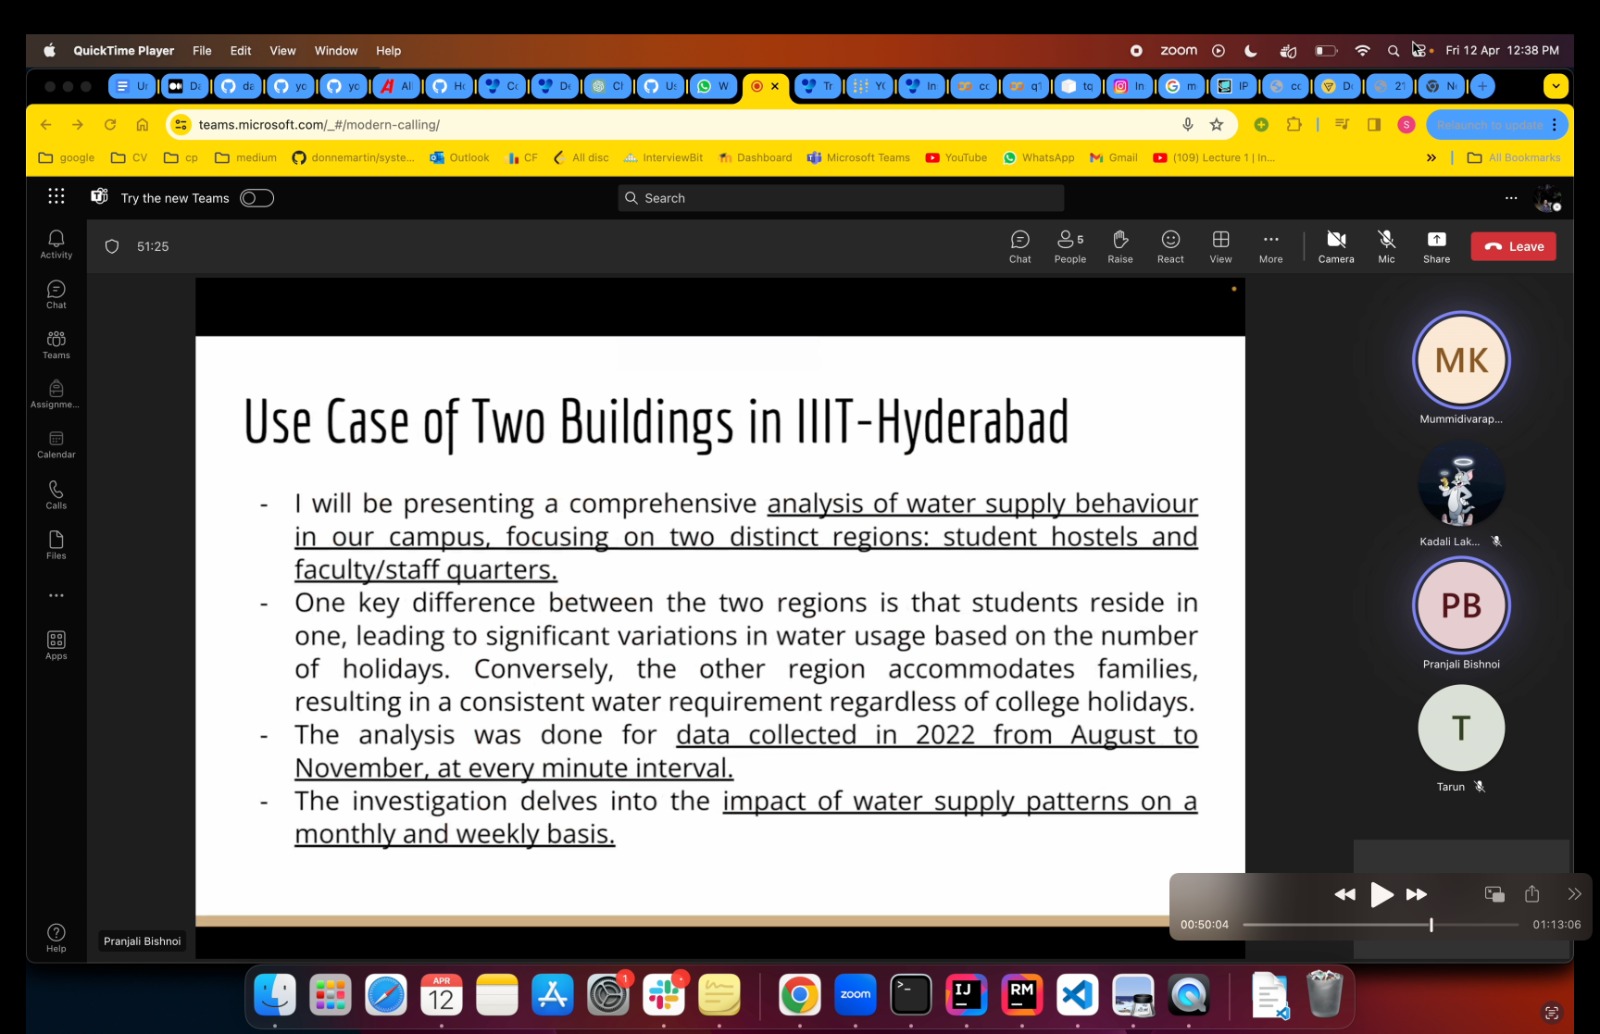 QuickTime Player File Edit View Window Help
zoom Fri 12 Apr 12:38 PM
teams.microsoft.com/_#/modern-calling/
Relaunch to update
google CV cp medium donnemartin/syste... Outlook CF All disc InterviewBit Dashboard Microsoft Teams YouTube WhatsApp Gmail (109) Lecture 1 | In... » All Bookmarks
Try the new Teams
Search
51:25
Chat
5
People
Raise
React
View
More
Camera
Mic
Share
Leave
Activity
Chat
Teams
Assignme...
Calendar
Calls
Files
Apps
Help
Use Case of Two Buildings in IIIT-Hyderabad
- I will be presenting a comprehensive analysis of water supply behaviour
in our campus, focusing on two distinct regions: student hostels and
faculty/staff quarters.
- One key difference between the two regions is that students reside in
one, leading to significant variations in water usage based on the number
of holidays. Conversely, the other region accommodates families,
resulting in a consistent water requirement regardless of college holidays.
- The analysis was done for data collected in 2022 from August to
November, at every minute interval.
- The investigation delves into the impact of water supply patterns on a
monthly and weekly basis.
Pranjali Bishnoi
MK
Mummidivarap...
Kadali Lak...
PB
Pranjali Bishnoi
T
Tarun
00:50:04
01:13:06
APR
12
1
zoom
IJ
RM